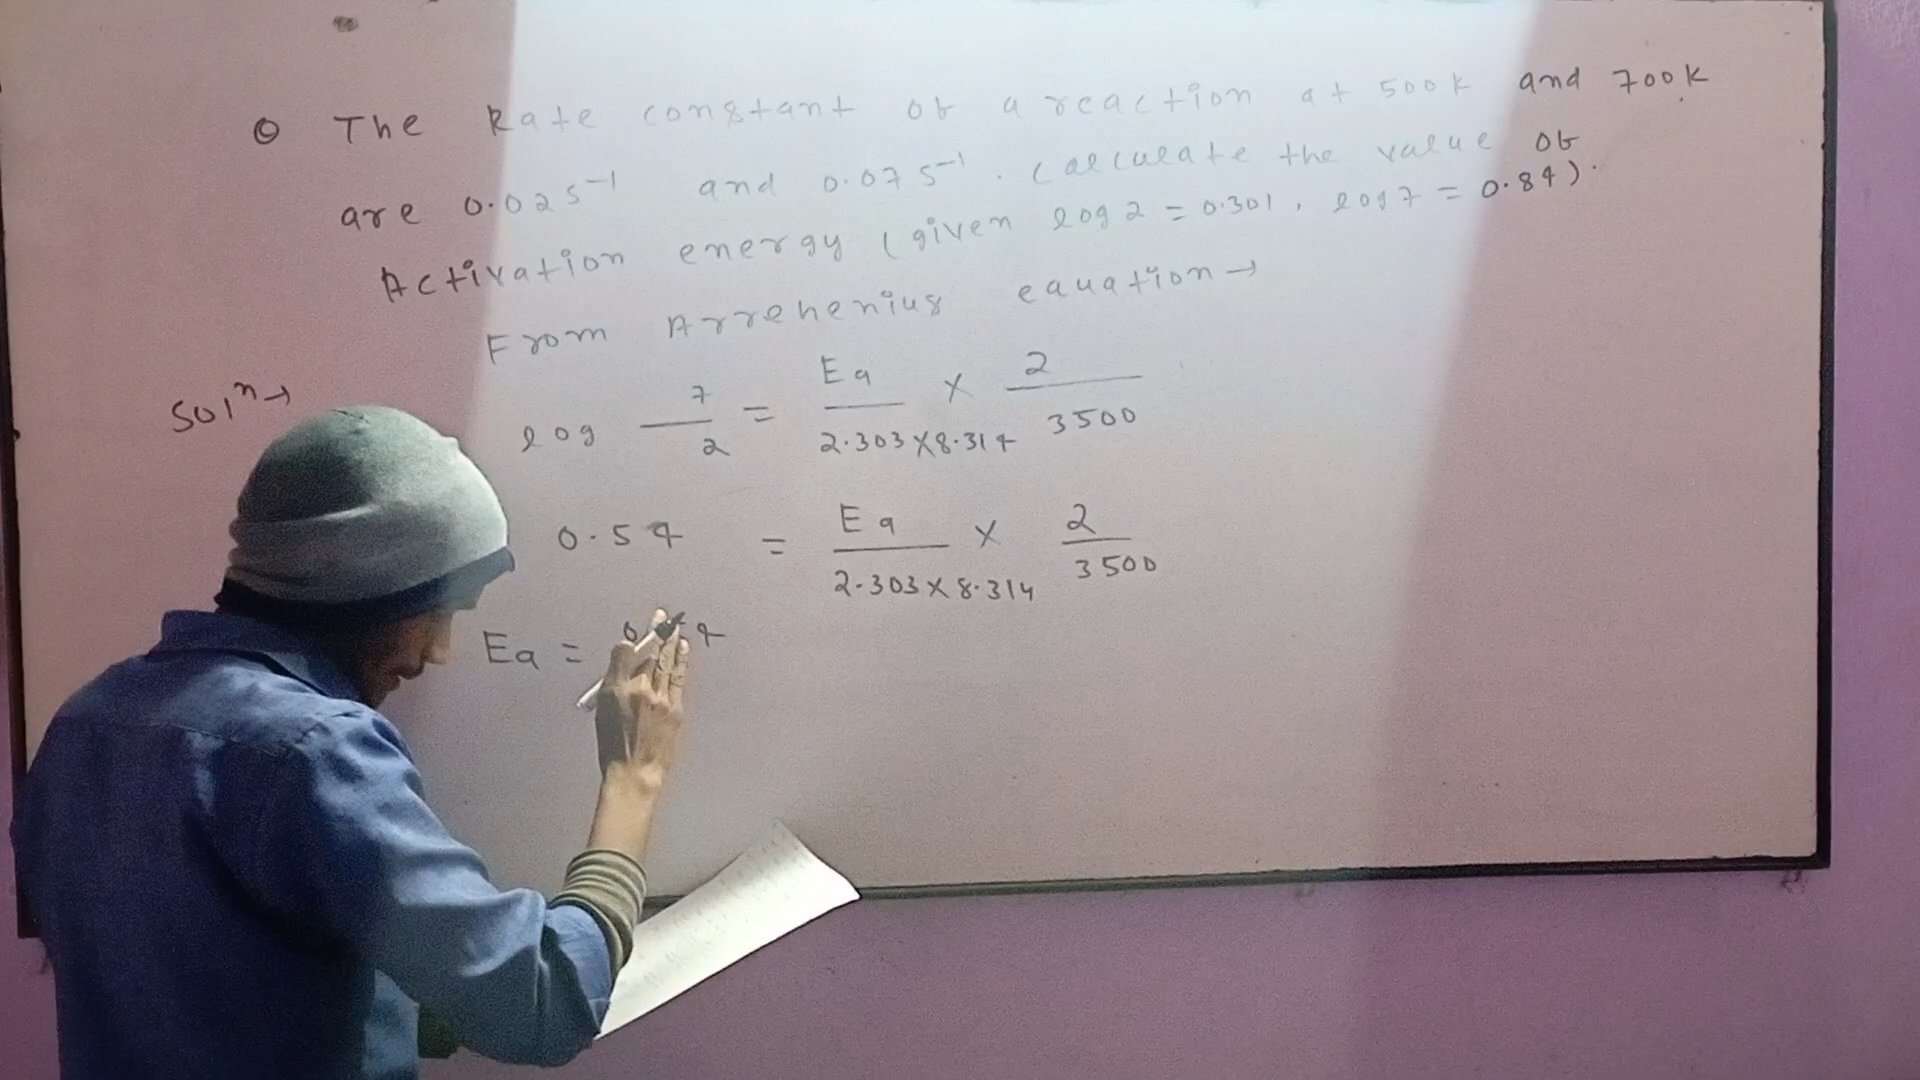 The Rate constant of a reaction at 500K and 700K
are 0.02 s⁻¹ and 0.07 s⁻¹. Calculate the value of
Activation energy (given log 2 = 0.301, log 7 = 0.84).
From Arrehenius equation →
Solⁿ→
log 7/2 = Ea/2.303×8.314 × 2/3500
0.54 = Ea/2.303×8.314 × 2/3500
Ea =